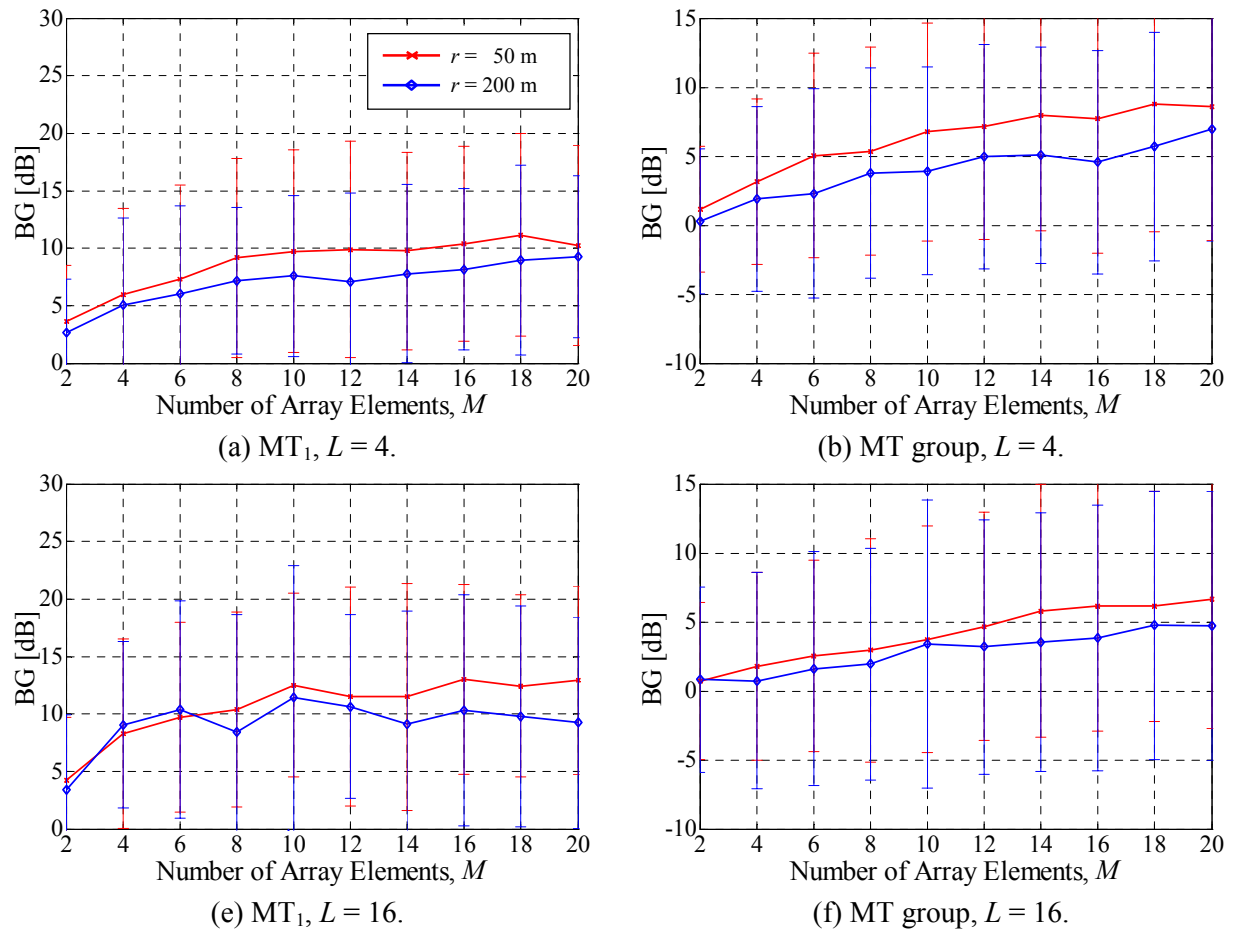 30
25
20
15
10
5
0
BG [dB]
r = 50 m
r = 200 m
2 4 6 8 10 12 14 16 18 20
Number of Array Elements, M
(a) MT₁, L = 4.
15
10
5
0
-5
-10
BG [dB]
2 4 6 8 10 12 14 16 18 20
Number of Array Elements, M
(b) MT group, L = 4.
30
25
20
15
10
5
0
BG [dB]
2 4 6 8 10 12 14 16 18 20
Number of Array Elements, M
(e) MT₁, L = 16.
15
10
5
0
-5
-10
BG [dB]
2 4 6 8 10 12 14 16 18 20
Number of Array Elements, M
(f) MT group, L = 16.